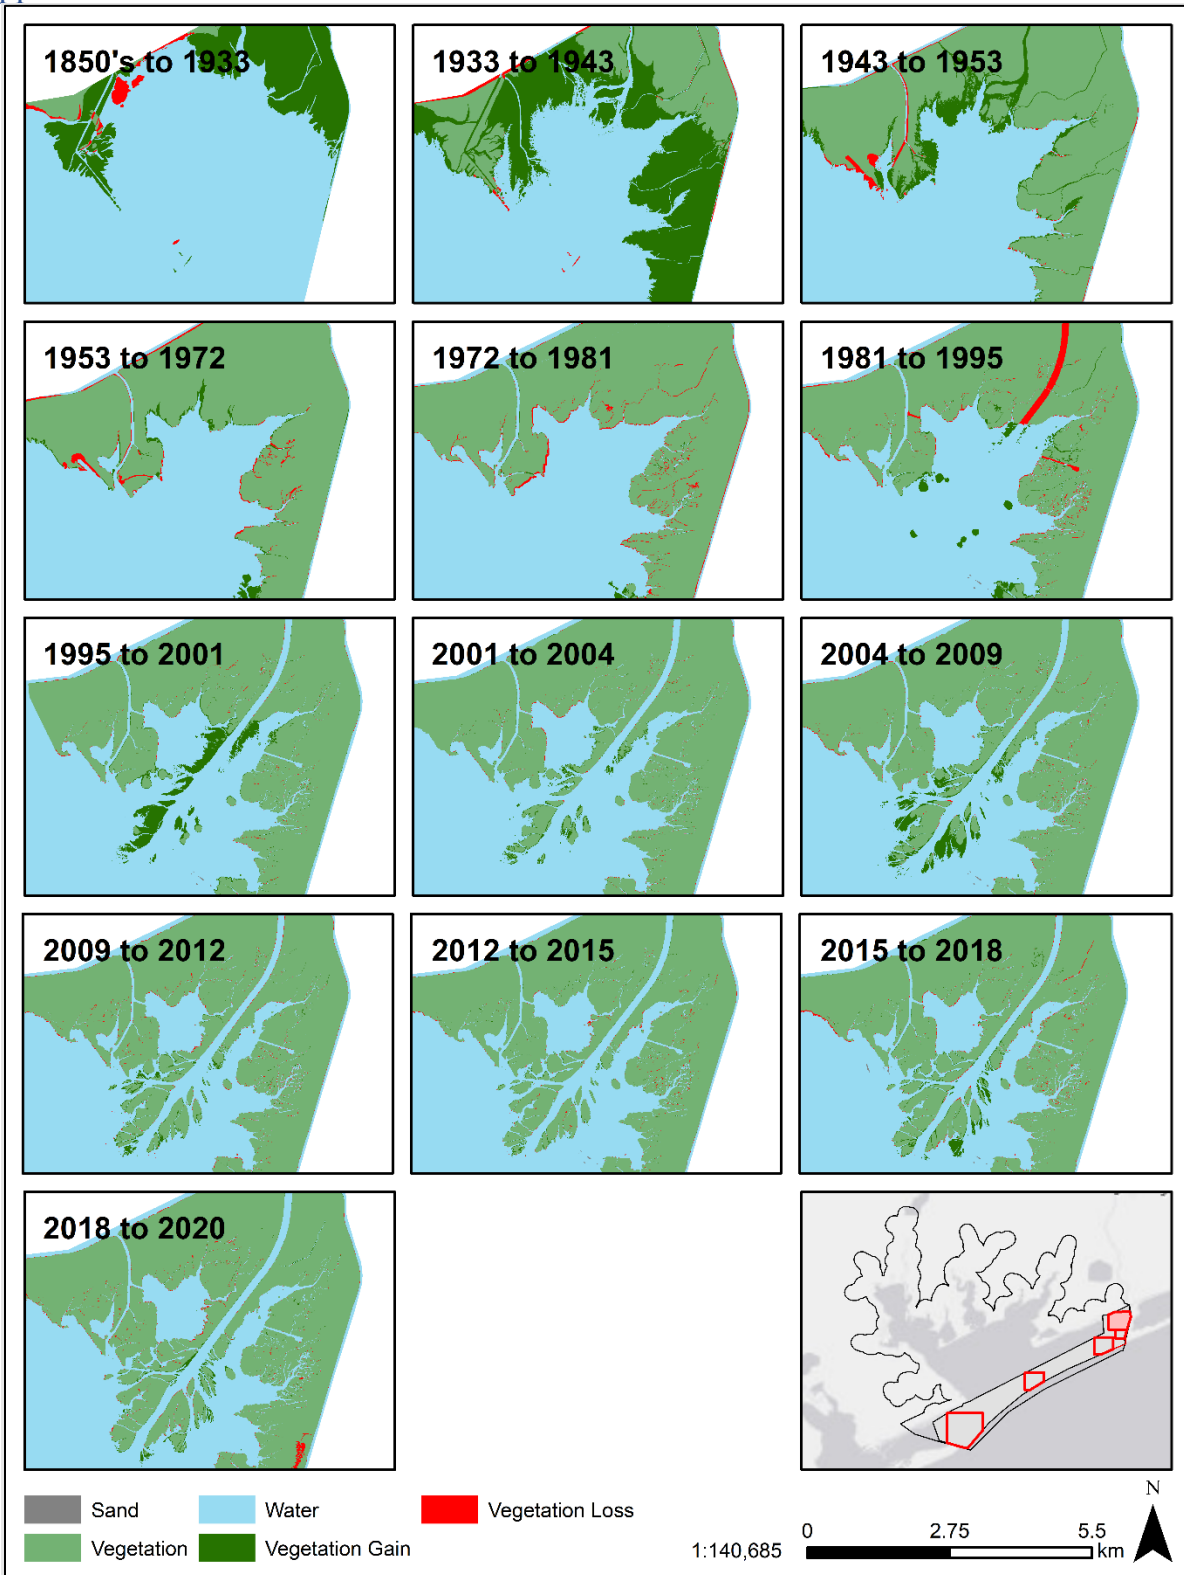 1850's to 1933
1933 to 1943
1943 to 1953
1953 to 1972
1972 to 1981
1981 to 1995
1995 to 2001
2001 to 2004
2004 to 2009
2009 to 2012
2012 to 2015
2015 to 2018
2018 to 2020
Sand
Water
Vegetation Loss
Vegetation
Vegetation Gain
1:140,685
0 2.75 5.5
km
N